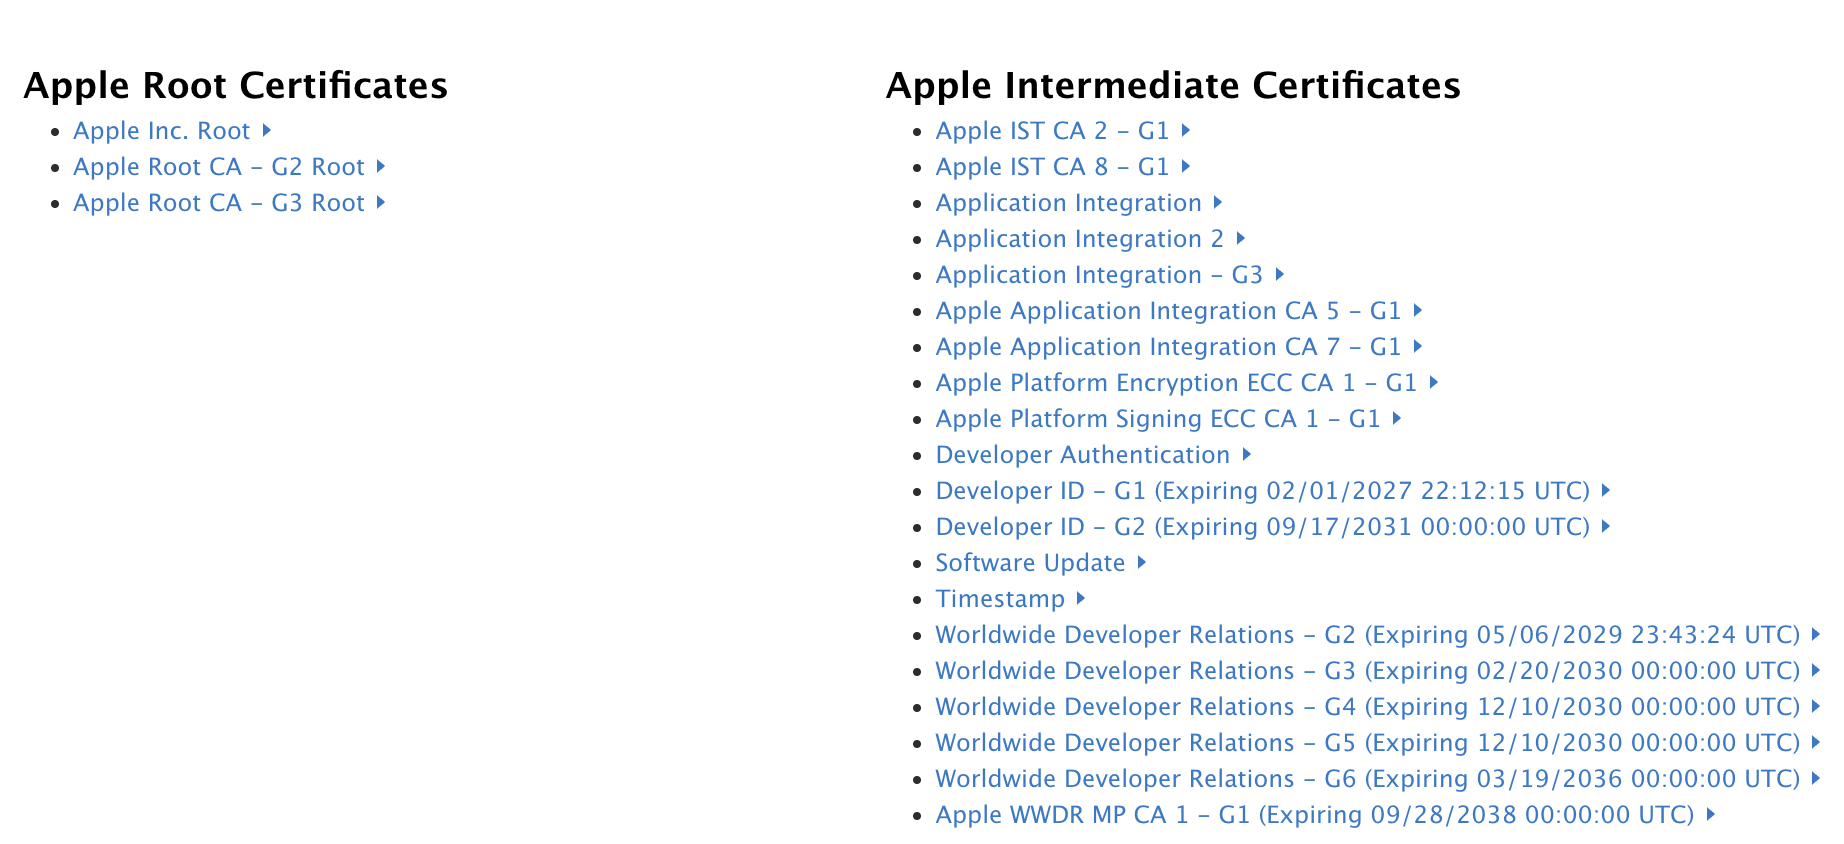 Apple Root Certificates
Apple Inc. Root
Apple Root CA - G2 Root
Apple Root CA - G3 Root
Apple Intermediate Certificates
Apple IST CA 2 - G1
Apple IST CA 8 - G1
Application Integration
Application Integration 2
Application Integration - G3
Apple Application Integration CA 5 - G1
Apple Application Integration CA 7 - G1
Apple Platform Encryption ECC CA 1 - G1
Apple Platform Signing ECC CA 1 - G1
Developer Authentication
Developer ID - G1 (Expiring 02/01/2027 22:12:15 UTC)
Developer ID - G2 (Expiring 09/17/2031 00:00:00 UTC)
Software Update
Timestamp
Worldwide Developer Relations - G2 (Expiring 05/06/2029 23:43:24 UTC)
Worldwide Developer Relations - G3 (Expiring 02/20/2030 00:00:00 UTC)
Worldwide Developer Relations - G4 (Expiring 12/10/2030 00:00:00 UTC)
Worldwide Developer Relations - G5 (Expiring 12/10/2030 00:00:00 UTC)
Worldwide Developer Relations - G6 (Expiring 03/19/2036 00:00:00 UTC)
Apple WWDR MP CA 1 - G1 (Expiring 09/28/2038 00:00:00 UTC)